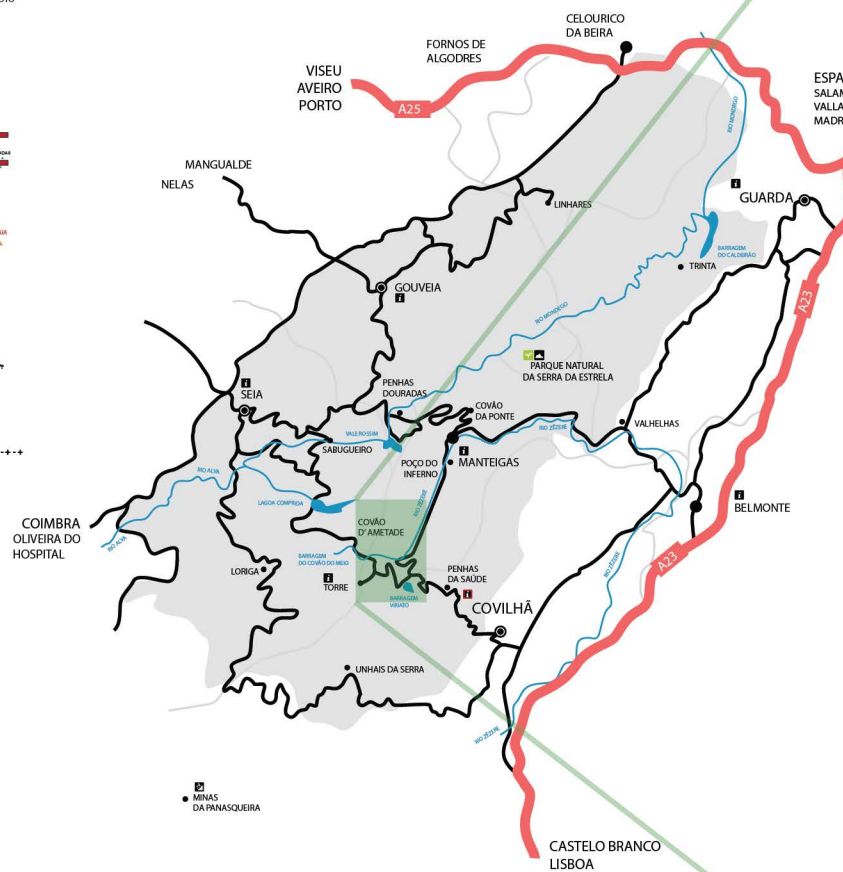 CELOURICO
DA BEIRA
FORNOS DE
ALGODRES
VISEU
AVEIRO
PORTO
A25
ESPA
SALAM
VALLA
MADR
RIO MONDEGO
MANGUALDE
NELAS
LINHARES
GUARDA
BARRAGEM
DO CALDEIRÃO
TRINTA
GOUVEIA
A23
RIO MONDEGO
PARQUE NATURAL
DA SERRA DA ESTRELA
SEIA
PENHAS
DOURADAS
COVÃO
DA PONTE
VALHELHAS
RIO ZÊZERE
VALE ROSSIM
SABUGUEIRO
POÇO DO
INFERNO
MANTEIGAS
RIO ALVA
LAGOA COMPRIDA
RIO ZÊZERE
BELMONTE
COIMBRA
OLIVEIRA DO
HOSPITAL
RIO ALVA
COVÃO
D' AMETADE
BARRAGEM
DO COVÃO DO MEIO
A23
RIO ZÊZERE
LORIGA
TORRE
PENHAS
DA SAÚDE
BARRAGEM
VIRIATO
COVILHÃ
UNHAIS DA SERRA
RIO ZÊZERE
MINAS
DA PANASQUEIRA
CASTELO BRANCO
LISBOA